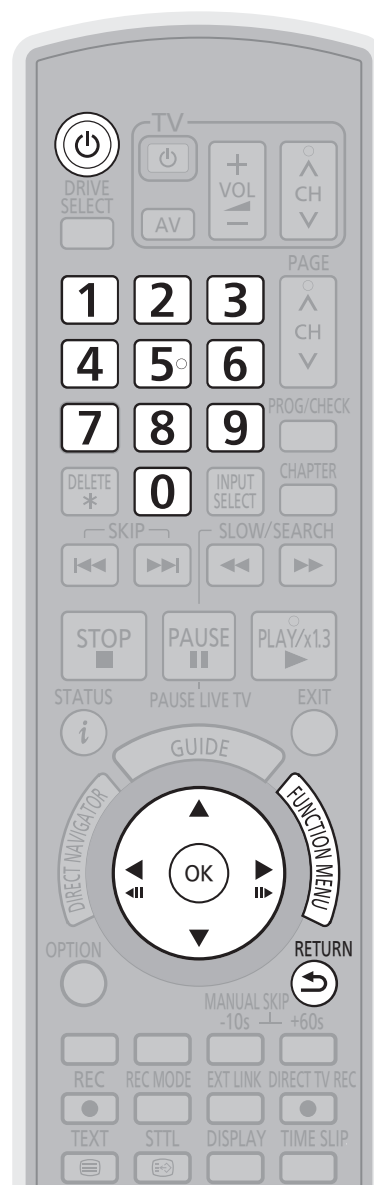 TV
DRIVE
SELECT
AV
+
VOL
−
CH
PAGE
CH
1 2 3
4 5 6
7 8 9
PROG/CHECK
DELETE
*
0
INPUT
SELECT
CHAPTER
SKIP
SLOW/SEARCH
STOP
PAUSE
PLAY/x1.3
PAUSE LIVE TV
STATUS
i
EXIT
GUIDE
DIRECT NAVIGATOR
FUNCTION MENU
OK
OPTION
RETURN
MANUAL SKIP
-10s
+60s
REC
REC MODE
EXT LINK
DIRECT TV REC
TEXT
STTL
DISPLAY
TIME SLIP